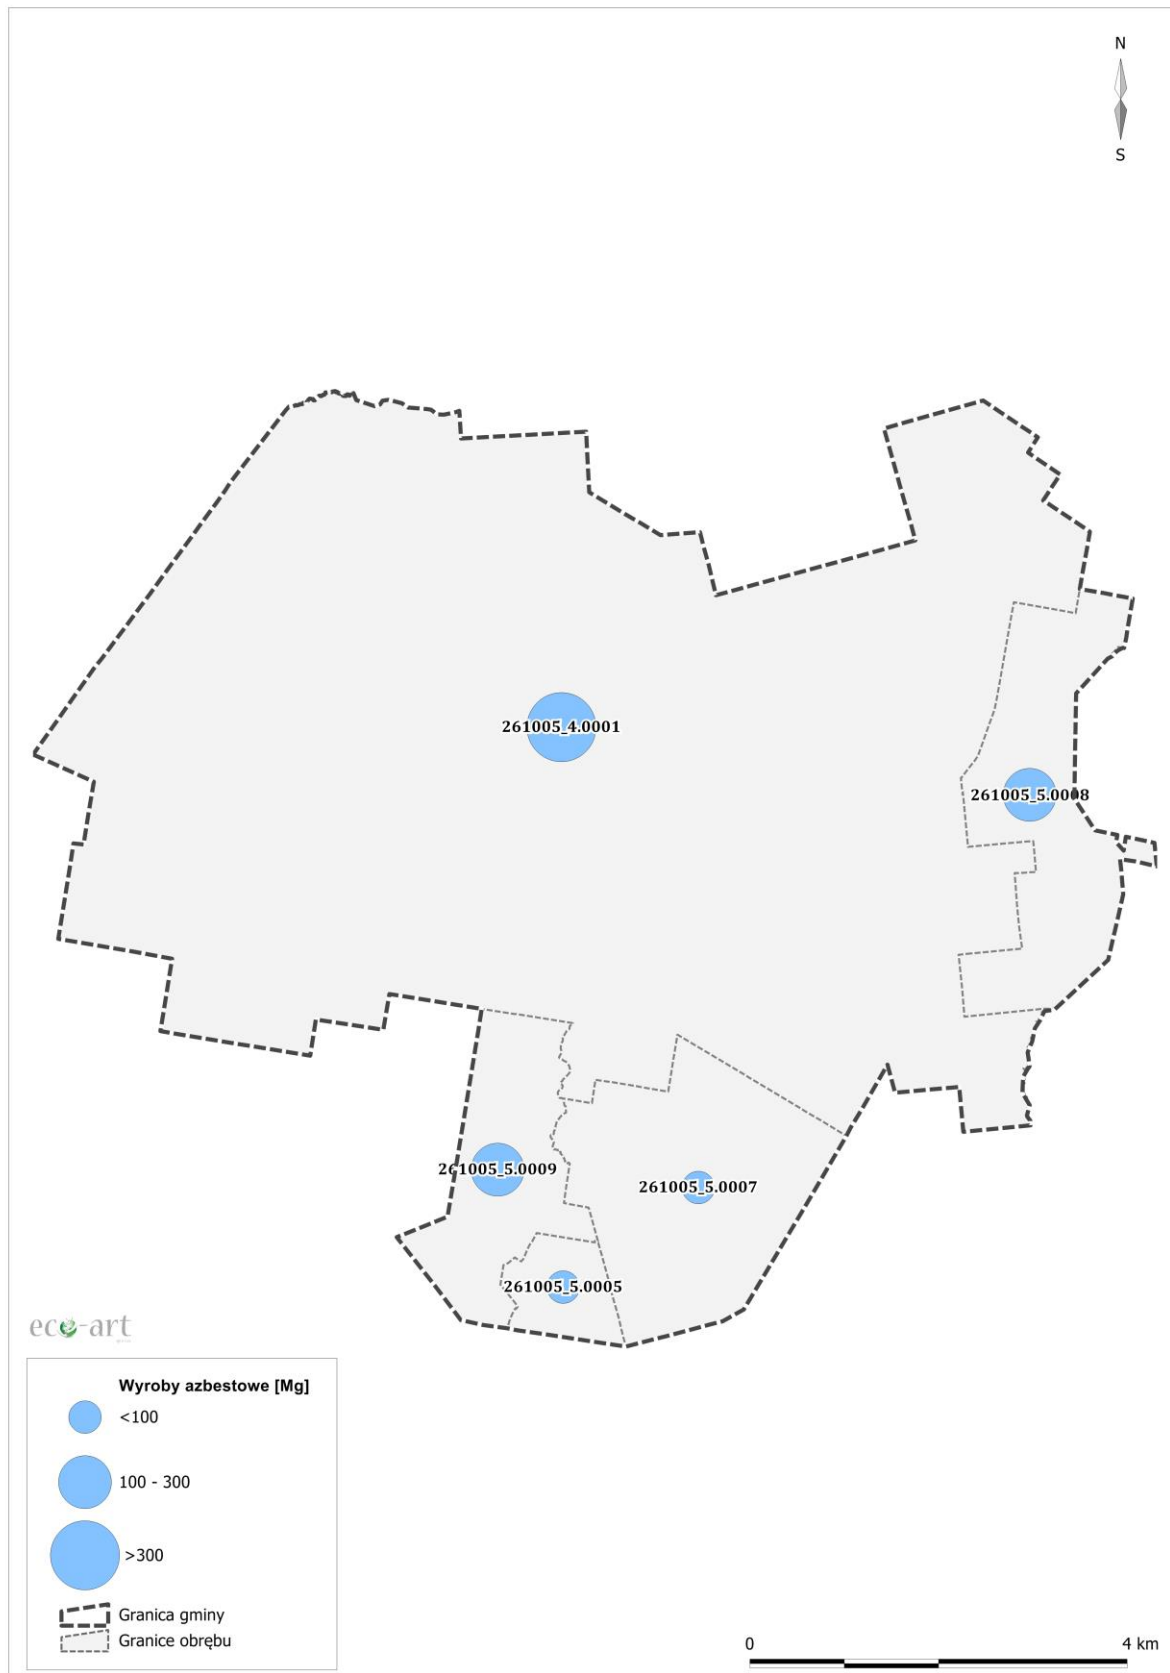 N
S
261005_4.0001
261005_5.0008
261005_5.0009
261005_5.0007
261005_5.0005
eco-art
Wyroby azbestowe [Mg]
<100
100 - 300
>300
Granica gminy
Granice obrębu
0 4 km